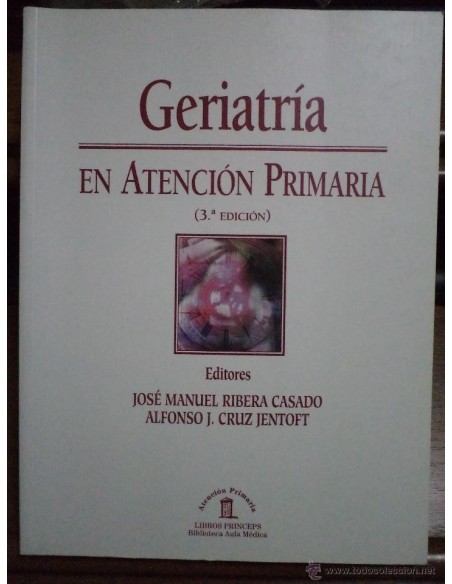 Geriatría
EN ATENCIÓN PRIMARIA
(3.ª EDICIÓN)
Editores
JOSÉ MANUEL RIBERA CASADO
ALFONSO J. CRUZ JENTOFT
Atención Primaria
LIBROS PRINCEPS
Biblioteca Aula Médica
www.todocoleccion.net